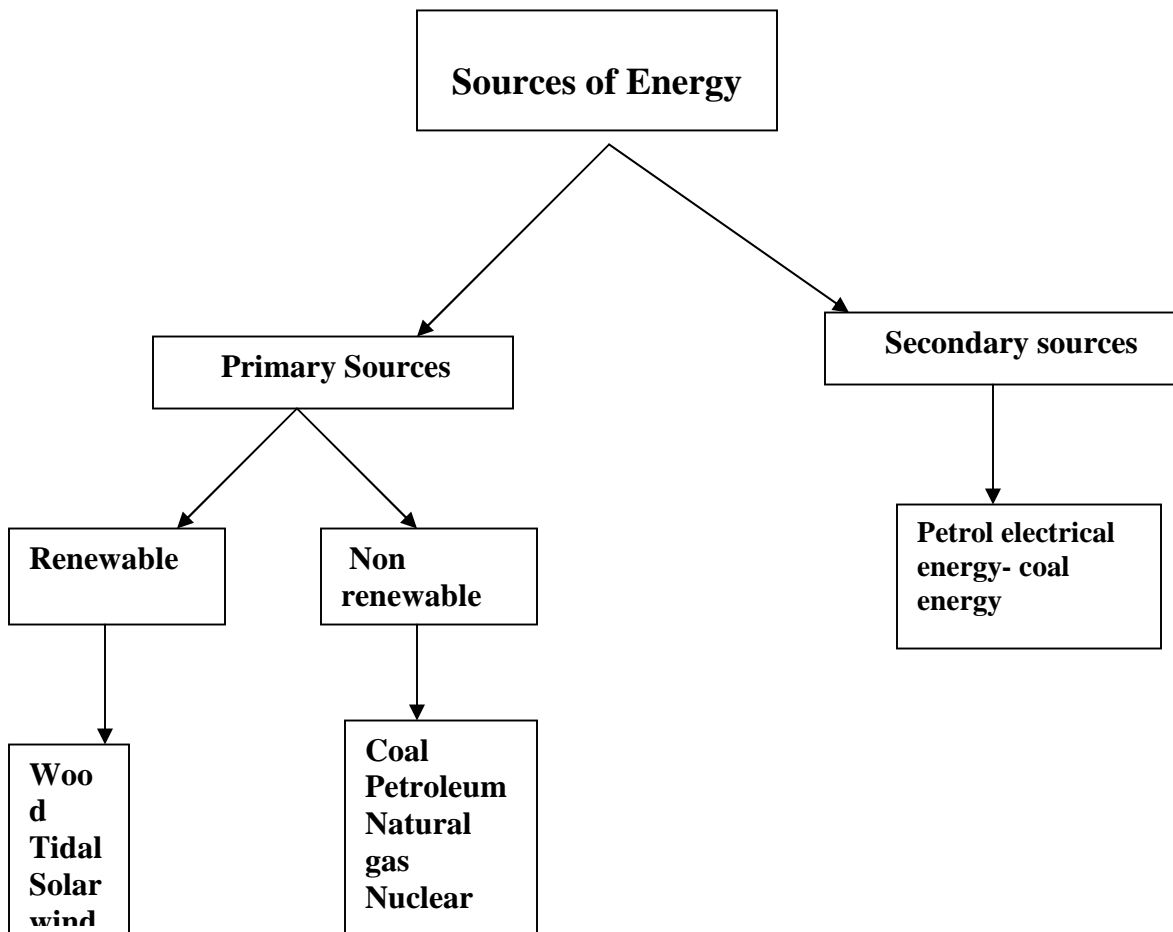 Sources of Energy
Primary Sources
Secondary sources
Renewable
Non
renewable
Petrol electrical
energy- coal
energy
Woo
d
Tidal
Solar
wind
Coal
Petroleum
Natural
gas
Nuclear